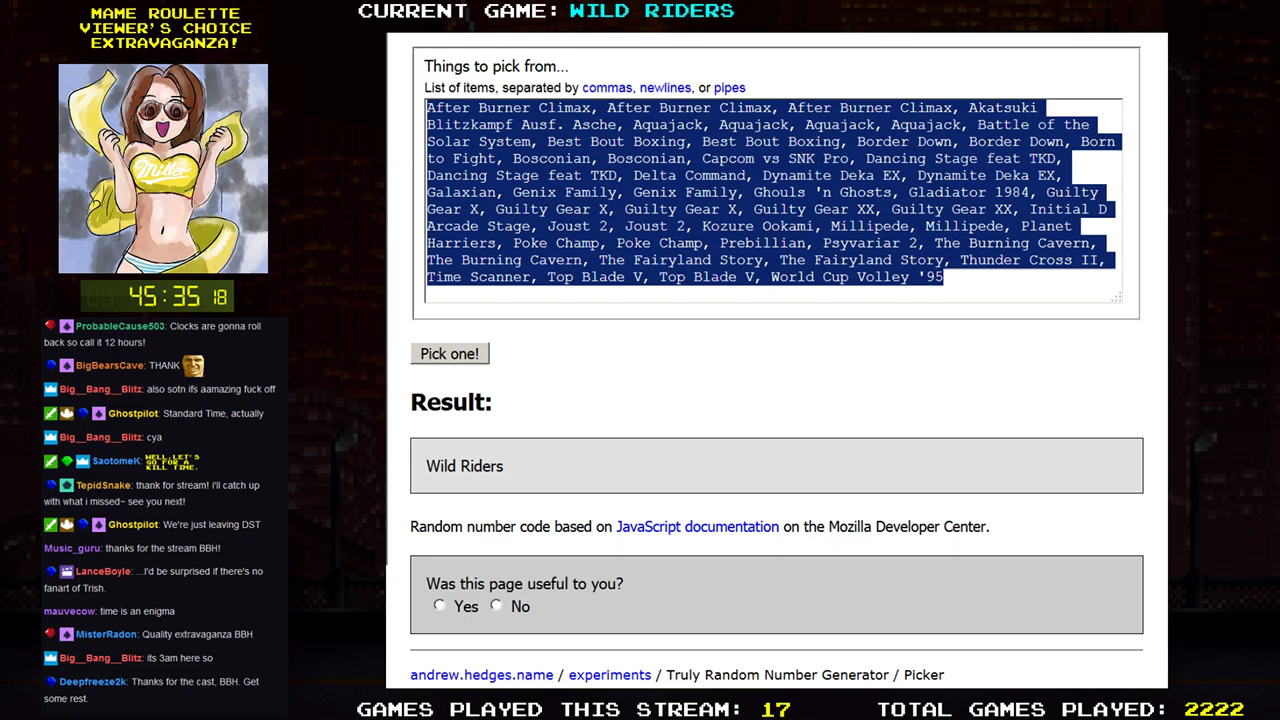 MAME ROULETTE
VIEWER'S CHOICE
EXTRAVAGANZA!
Miller
45:35 18
ProbableCause503: Clocks are gonna roll
back so call it 12 hours!
BigBearsCave: THANK
Big__Bang__Blitz: also sotn ifs aamazing fuck off
Ghostpilot: Standard Time, actually
Big__Bang__Blitz: cya
SaotomeK: WELL, LET'S
GO FOR A
KILL TIME.
TepidSnake: thank for stream! i'll catch up
with what i missed~ see you next!
Ghostpilot: We're just leaving DST
Music_guru: thanks for the stream BBH!
LanceBoyle: ...I'd be surprised if there's no
fanart of Trish.
mauvecow: time is an enigma
MisterRadon: Quality extravaganza BBH
Big__Bang__Blitz: its 3am here so
Deepfreeze2k: Thanks for the cast, BBH. Get
some rest.
CURRENT GAME: WILD RIDERS
Things to pick from...
List of items, separated by commas, newlines, or pipes
After Burner Climax, After Burner Climax, After Burner Climax, Akatsuki
Blitzkampf Ausf. Asche, Aquajack, Aquajack, Aquajack, Aquajack, Battle of the
Solar System, Best Bout Boxing, Best Bout Boxing, Border Down, Border Down, Born
to Fight, Bosconian, Bosconian, Capcom vs SNK Pro, Dancing Stage feat TKD,
Dancing Stage feat TKD, Delta Command, Dynamite Deka EX, Dynamite Deka EX,
Galaxian, Genix Family, Genix Family, Ghouls 'n Ghosts, Gladiator 1984, Guilty
Gear X, Guilty Gear X, Guilty Gear X, Guilty Gear XX, Guilty Gear XX, Initial D
Arcade Stage, Joust 2, Joust 2, Kozure Ookami, Millipede, Millipede, Planet
Harriers, Poke Champ, Poke Champ, Prebillian, Psyvariar 2, The Burning Cavern,
The Burning Cavern, The Fairyland Story, The Fairyland Story, Thunder Cross II,
Time Scanner, Top Blade V, Top Blade V, World Cup Volley '95
Pick one!
Result:
Wild Riders
Random number code based on JavaScript documentation on the Mozilla Developer Center.
Was this page useful to you?
Yes No
andrew.hedges.name / experiments / Truly Random Number Generator / Picker
GAMES PLAYED THIS STREAM: 17 TOTAL GAMES PLAYED: 2222